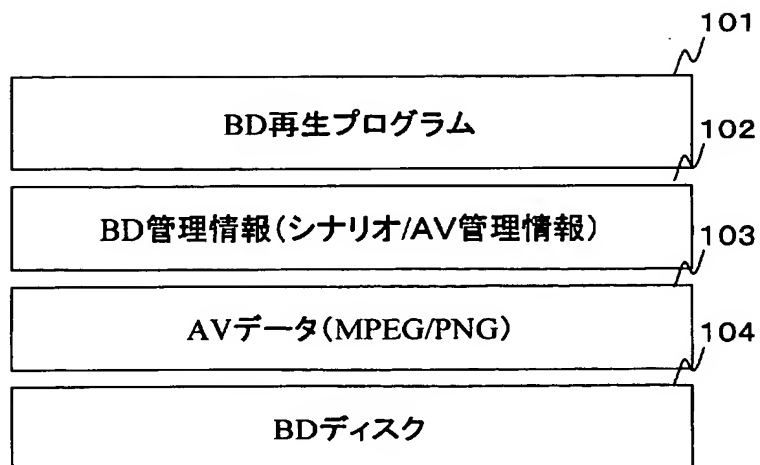 101
BD再生プログラム
102
BD管理情報(シナリオ/AV管理情報)
103
AVデータ(MPEG/PNG)
104
BDディスク